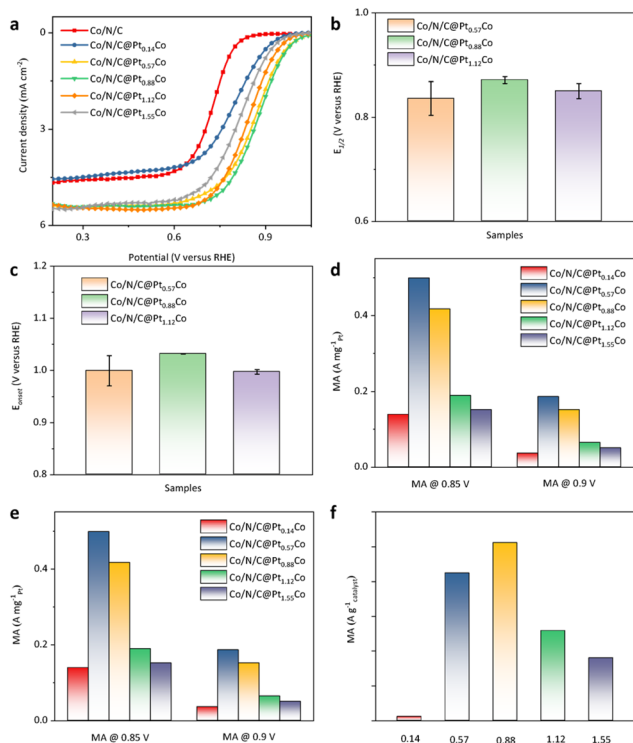 a
Co/N/C
Co/N/C@Pt0.14Co
Co/N/C@Pt0.57Co
Co/N/C@Pt0.88Co
Co/N/C@Pt1.12Co
Co/N/C@Pt1.55Co
Current density (mA cm-2)
0
3
6
0.3
0.6
0.9
Potential (V versus RHE)
b
Co/N/C@Pt0.57Co
Co/N/C@Pt0.88Co
Co/N/C@Pt1.12Co
E1/2 (V versus RHE)
1.0
0.9
0.8
0.6
Samples
c
Co/N/C@Pt0.57Co
Co/N/C@Pt0.88Co
Co/N/C@Pt1.12Co
Eonset (V versus RHE)
1.2
1.1
1.0
0.9
0.8
Samples
d
Co/N/C@Pt0.14Co
Co/N/C@Pt0.57Co
Co/N/C@Pt0.88Co
Co/N/C@Pt1.12Co
Co/N/C@Pt1.55Co
MA (A mg-1Pt)
0.4
0.2
0.0
MA @ 0.85 V
MA @ 0.9 V
e
Co/N/C@Pt0.14Co
Co/N/C@Pt0.57Co
Co/N/C@Pt0.88Co
Co/N/C@Pt1.12Co
Co/N/C@Pt1.55Co
MA (A mg-1Pt)
0.4
0.2
0.0
MA @ 0.85 V
MA @ 0.9 V
f
MA (A g-1catalyst)
0.14
0.57
0.88
1.12
1.55